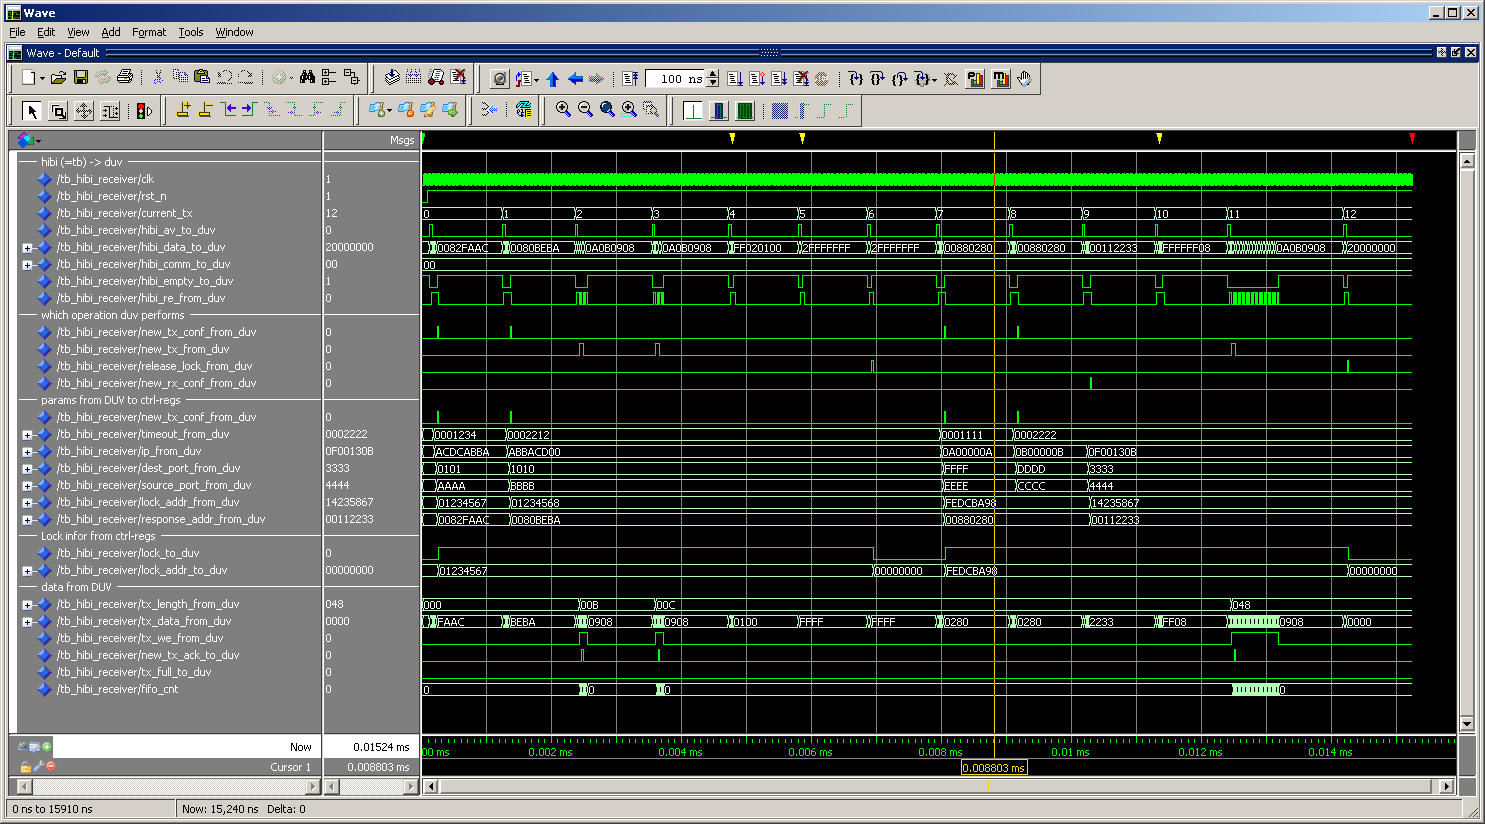 Wave
File Edit View Add Format Tools Window
Wave - Default
100 ns
Msgs
hibi (=tb) -> duv
/tb_hibi_receiver/clk 1
/tb_hibi_receiver/rst_n 1
/tb_hibi_receiver/current_tx 12 0 1 2 3 4 5 6 7 8 9 10 11 12
/tb_hibi_receiver/hibi_av_to_duv 0
/tb_hibi_receiver/hibi_data_to_duv 20000000 0082FAAC 0080BEBA 0A0B0908 0A0B0908 FF020100 2FFFFFFF 2FFFFFFF 00880280 00880280 00112233 FFFFFF08 0A0B0908 20000000
/tb_hibi_receiver/hibi_comm_to_duv 00 00
/tb_hibi_receiver/hibi_empty_to_duv 1
/tb_hibi_receiver/hibi_re_from_duv 0
which operation duv performs
/tb_hibi_receiver/new_tx_conf_from_duv 0
/tb_hibi_receiver/new_tx_from_duv 0
/tb_hibi_receiver/release_lock_from_duv 0
/tb_hibi_receiver/new_rx_conf_from_duv 0
params from DUV to ctrl-regs
/tb_hibi_receiver/new_tx_conf_from_duv 0
/tb_hibi_receiver/timeout_from_duv 0002222 0001234 0002212 0001111 0002222
/tb_hibi_receiver/ip_from_duv 0F00130B ACDCABBA ABBACD00 0A00000A 0B00000B 0F00130B
/tb_hibi_receiver/dest_port_from_duv 3333 0101 1010 FFFF DDDD 3333
/tb_hibi_receiver/source_port_from_duv 4444 AAAA BBBB EEEE CCCC 4444
/tb_hibi_receiver/lock_addr_from_duv 14235867 01234567 01234568 FEDCBA98 14235867
/tb_hibi_receiver/response_addr_from_duv 00112233 0082FAAC 0080BEBA 00880280 00112233
Lock infor from ctrl-regs
/tb_hibi_receiver/lock_to_duv 0
/tb_hibi_receiver/lock_addr_to_duv 00000000 01234567 00000000 FEDCBA98 00000000
data from DUV
/tb_hibi_receiver/tx_length_from_duv 048 000 00B 00C 048
/tb_hibi_receiver/tx_data_from_duv 0000 FAAC BEBA 0908 0908 0100 FFFF FFFF 0280 0280 2233 FF08 0908 0000
/tb_hibi_receiver/tx_we_from_duv 0
/tb_hibi_receiver/new_tx_ack_to_duv 0
/tb_hibi_receiver/tx_full_to_duv 0
/tb_hibi_receiver/fifo_cnt 0 0 0 0 0
Now 0.01524 ms 00 ms 0.002 ms 0.004 ms 0.006 ms 0.008 ms 0.01 ms 0.012 ms 0.014 ms
Cursor 1 0.008803 ms 0.008803 ms
0 ns to 15910 ns Now: 15,240 ns Delta: 0